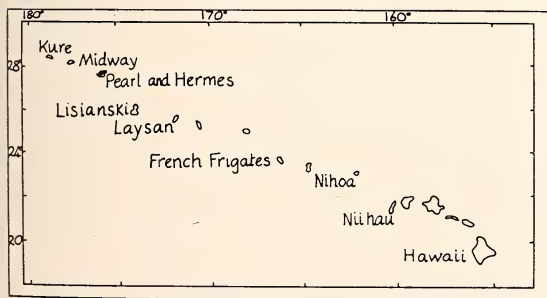 180° 170° 160°
Kure
28° Midway
Pearl and Hermes
Lisianski
Laysan
24°
French Frigates
Nihoa
Niihau
20°
Hawaii